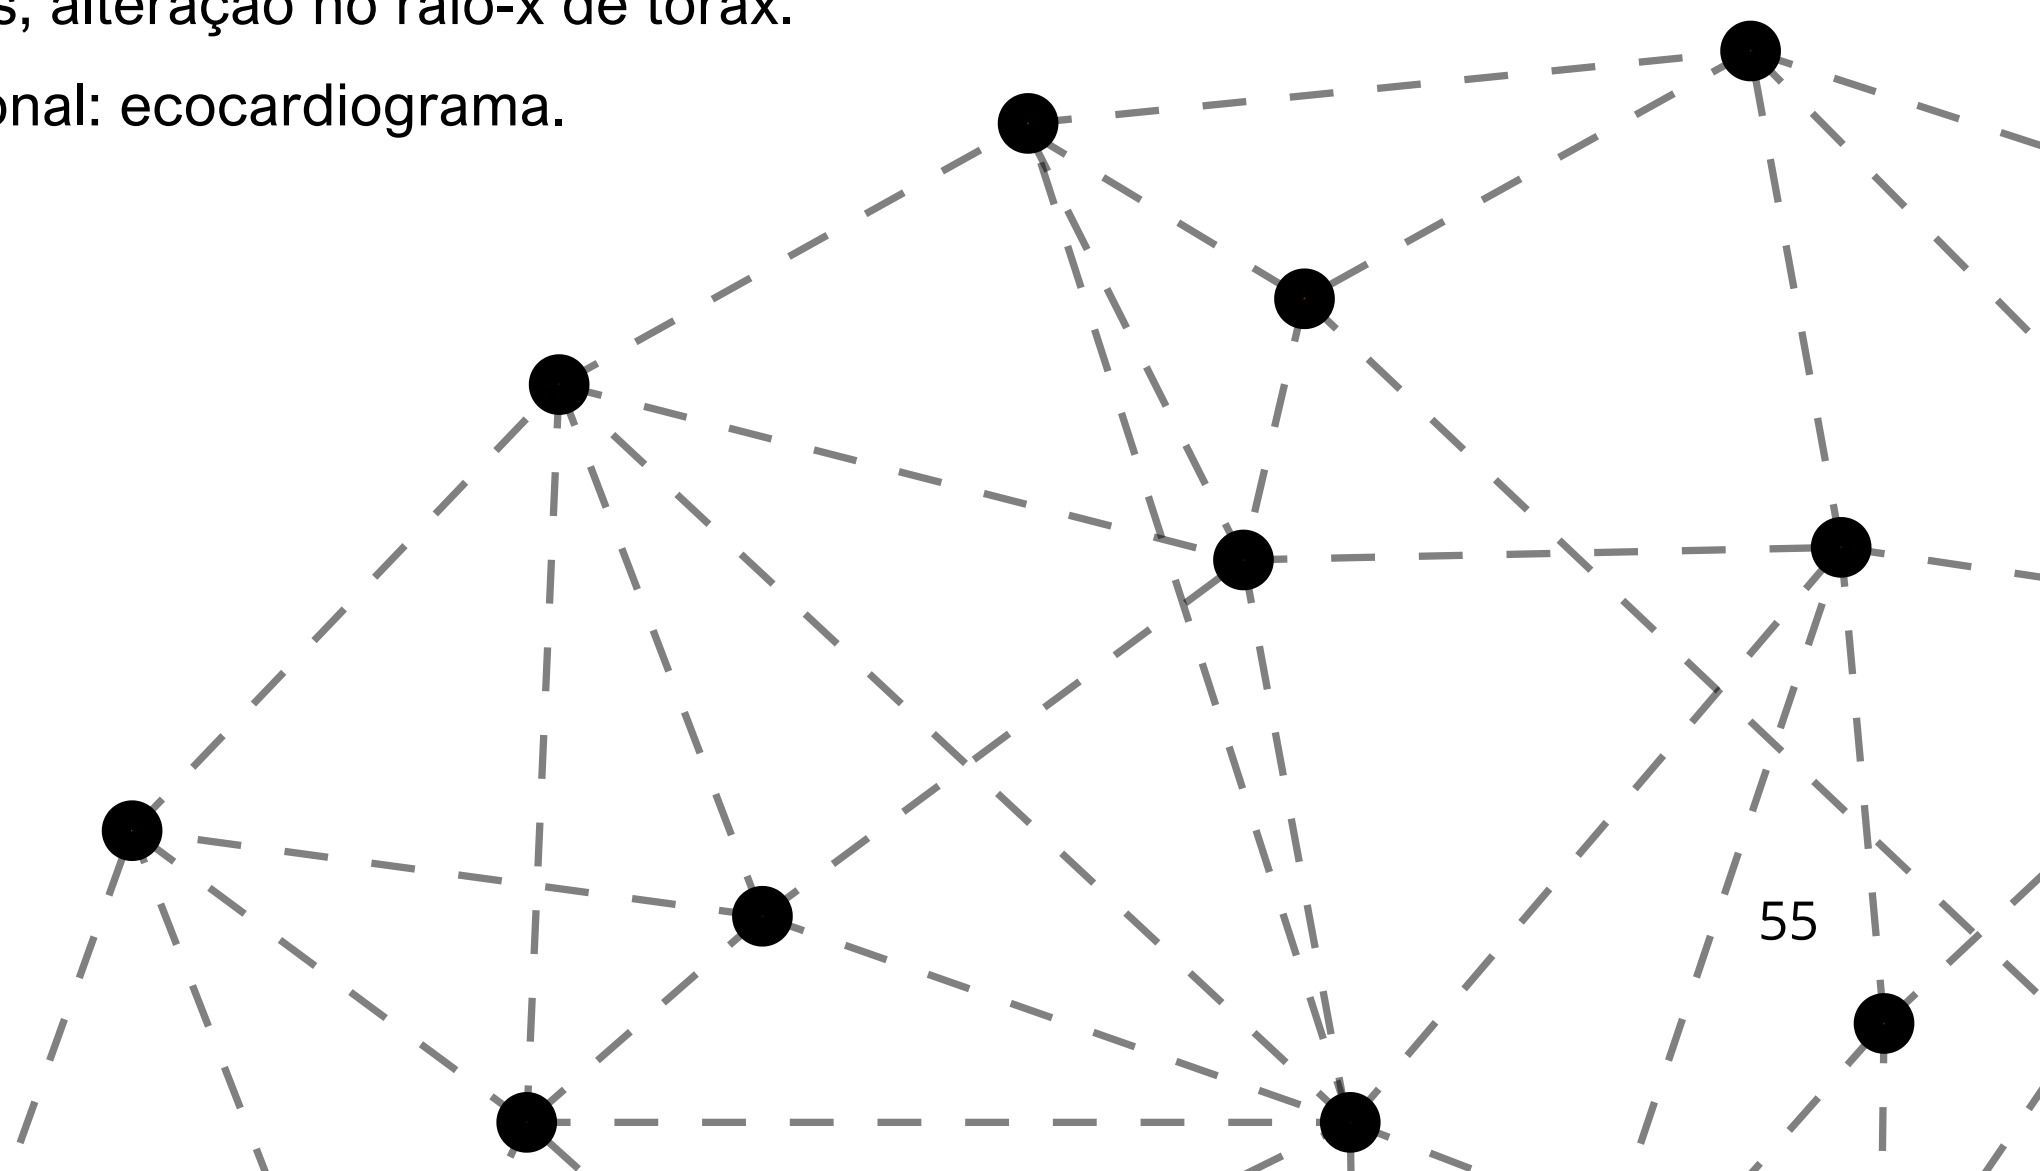 s, alteração no raio-x de tórax.
onal: ecocardiograma.
55